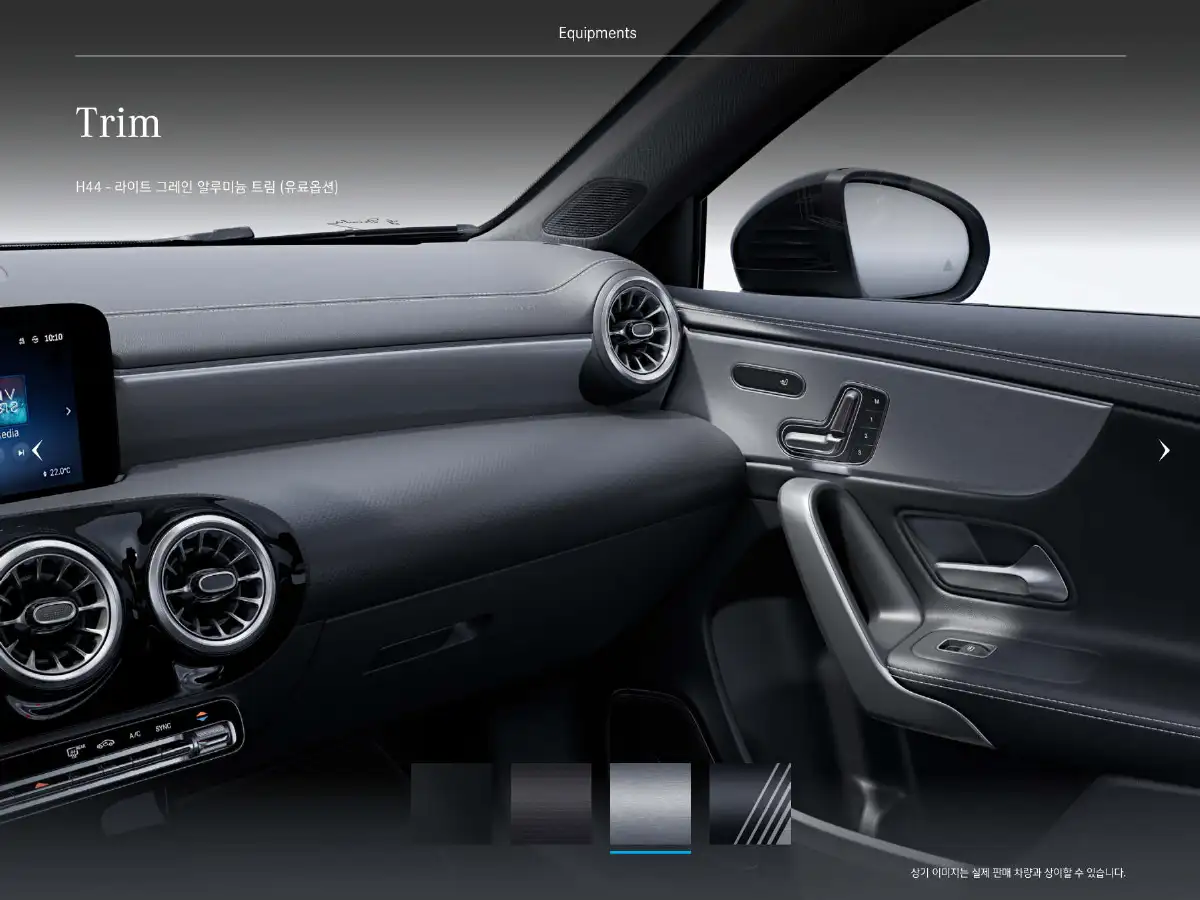 Equipments
Trim
H44 – 라이트 그레인 알루미늄 트림 (유료옵션)
10:10
edia
22.0°C
M
1
2
3
REAR
A/C
SYNC
상기 이미지는 실제 판매 차량과 상이할 수 있습니다.